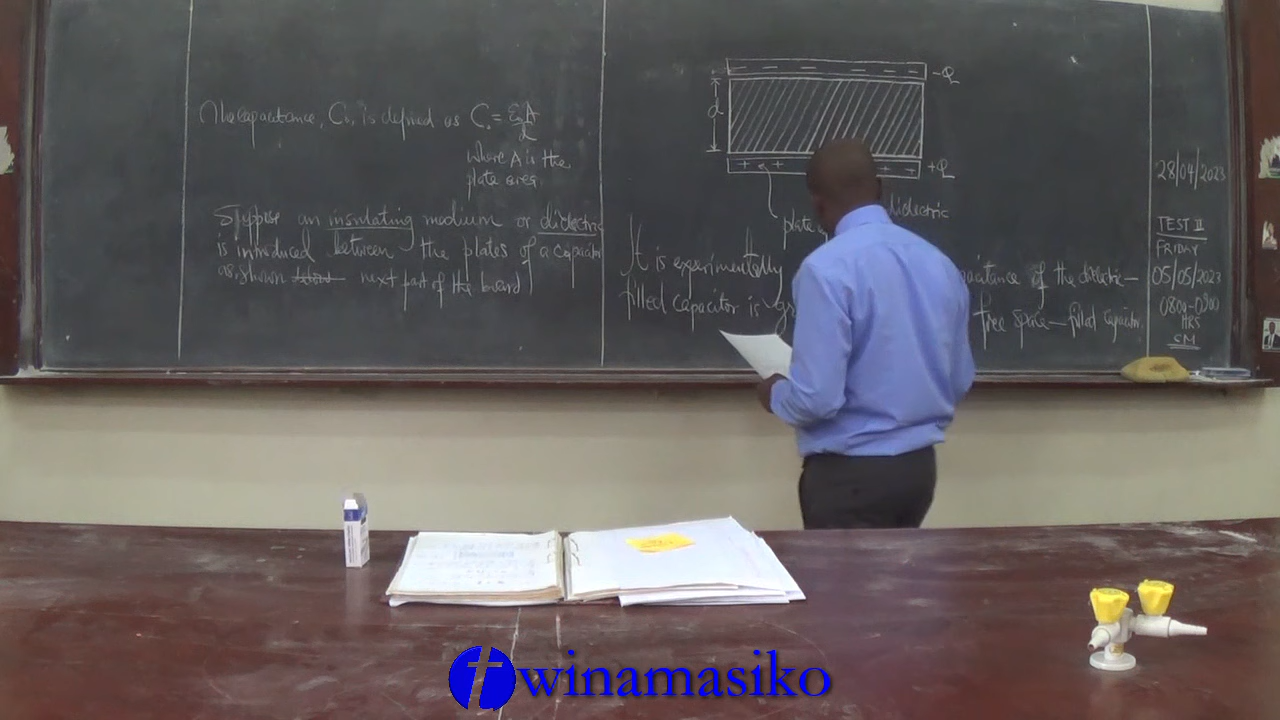 The capacitance, C₀, is defined as C₀ = ε₀A/d
where A is the
plate area.
Suppose an insulating medium or dielectric
is introduced between the plates of a capacitor
as shown next part of the board
-Q
d
+Q
dielectric
plate
It is experimentally
capacitance of the dielectric-
filled capacitor is
free space-filled capacitor
28/04/2023
TEST II
FRIDAY
05/05/2023
0800-0900
HRS
CM
twinamasiko